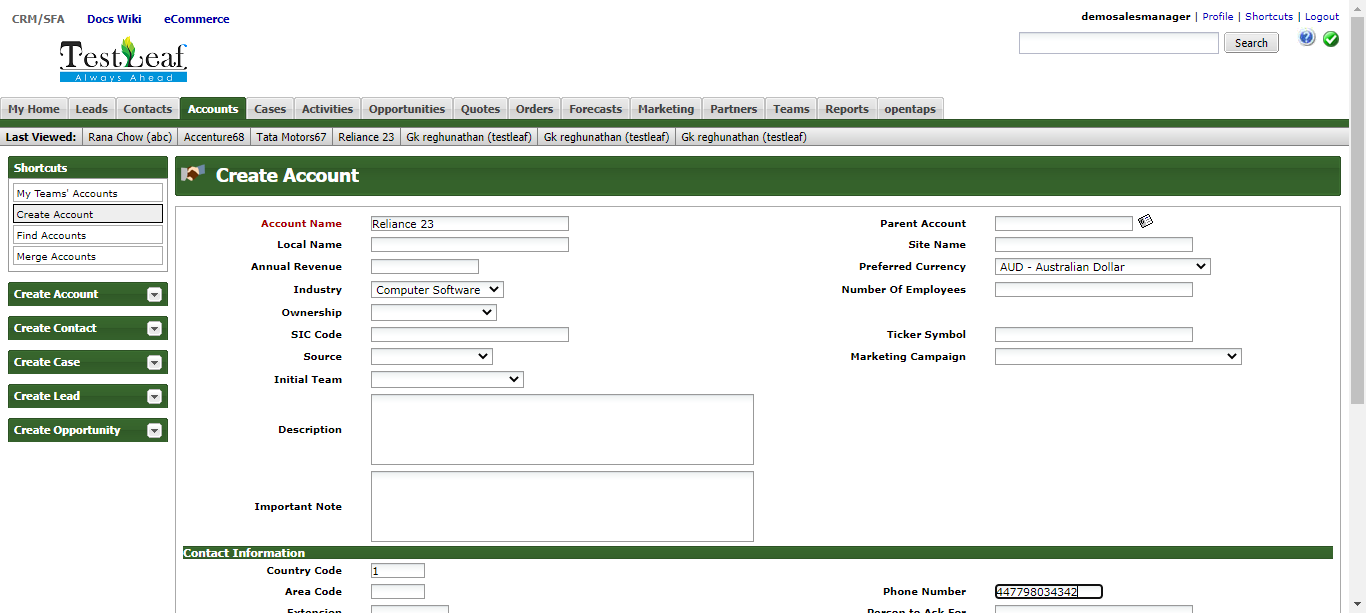 CRM/SFA Docs Wiki eCommerce
demosalesmanager | Profile | Shortcuts | Logout
TestLeaf
Always Ahead
Search
My Home Leads Contacts Accounts Cases Activities Opportunities Quotes Orders Forecasts Marketing Partners Teams Reports opentaps
Last Viewed: Rana Chow (abc) Accenture68 Tata Motors67 Reliance 23 Gk reghunathan (testleaf) Gk reghunathan (testleaf) Gk reghunathan (testleaf)
Shortcuts
My Teams' Accounts
Create Account
Find Accounts
Merge Accounts
Create Account
Create Contact
Create Case
Create Lead
Create Opportunity
Create Account
Account Name Reliance 23 Parent Account
Local Name Site Name
Annual Revenue Preferred Currency AUD - Australian Dollar
Industry Computer Software Number Of Employees
Ownership
SIC Code Ticker Symbol
Source Marketing Campaign
Initial Team
Description
Important Note
Contact Information
Country Code 1
Area Code Phone Number 447798034342
Extension Person to Ask For